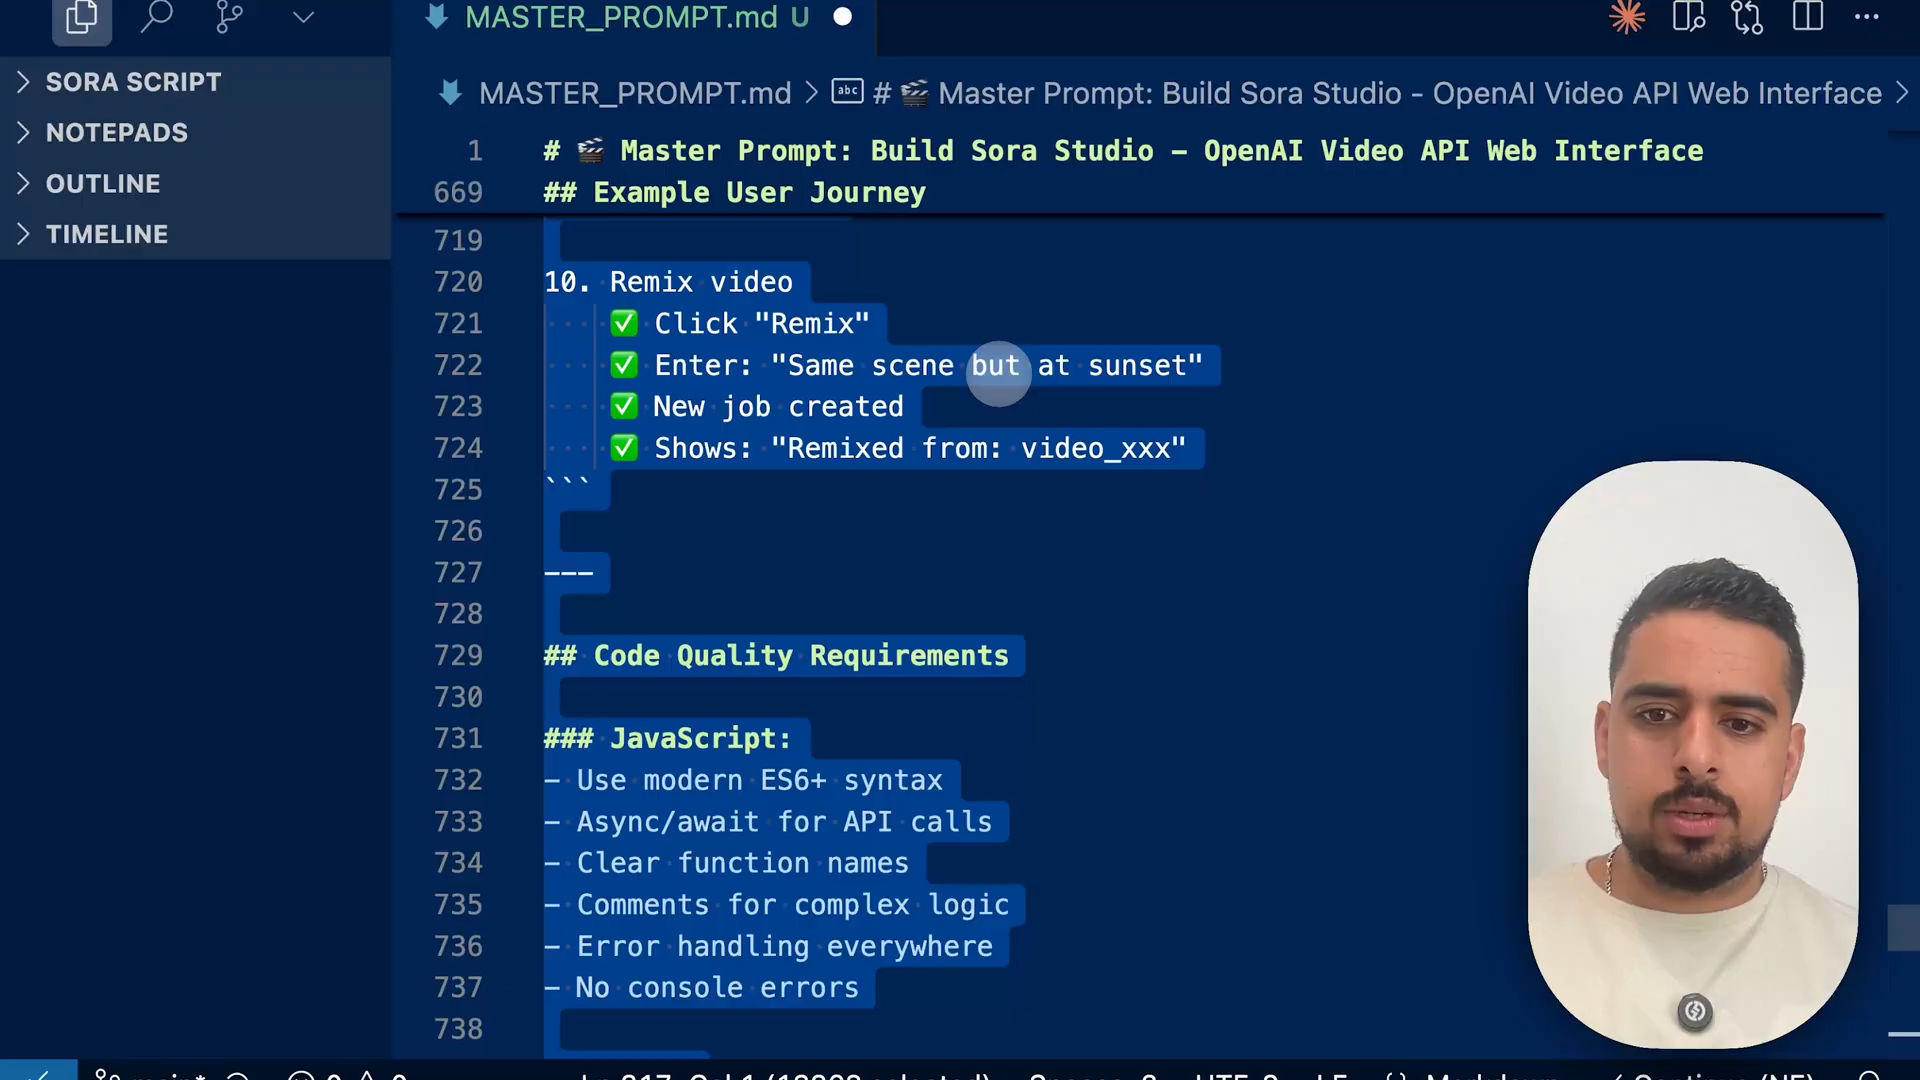 MASTER_PROMPT.md U
SORA SCRIPT
NOTEPADS
OUTLINE
TIMELINE
MASTER_PROMPT.md > abc # 🎬 Master Prompt: Build Sora Studio - OpenAI Video API Web Interface >
1 # 🎬 Master Prompt: Build Sora Studio - OpenAI Video API Web Interface
669 ## Example User Journey
719
720 10. Remix video
721 ✅ Click "Remix"
722 ✅ Enter: "Same scene but at sunset"
723 ✅ New job created
724 ✅ Shows: "Remixed from: video_xxx"
725 ```
726
727 ---
728
729 ## Code Quality Requirements
730
731 ### JavaScript:
732 - Use modern ES6+ syntax
733 - Async/await for API calls
734 - Clear function names
735 - Comments for complex logic
736 - Error handling everywhere
737 - No console errors
738